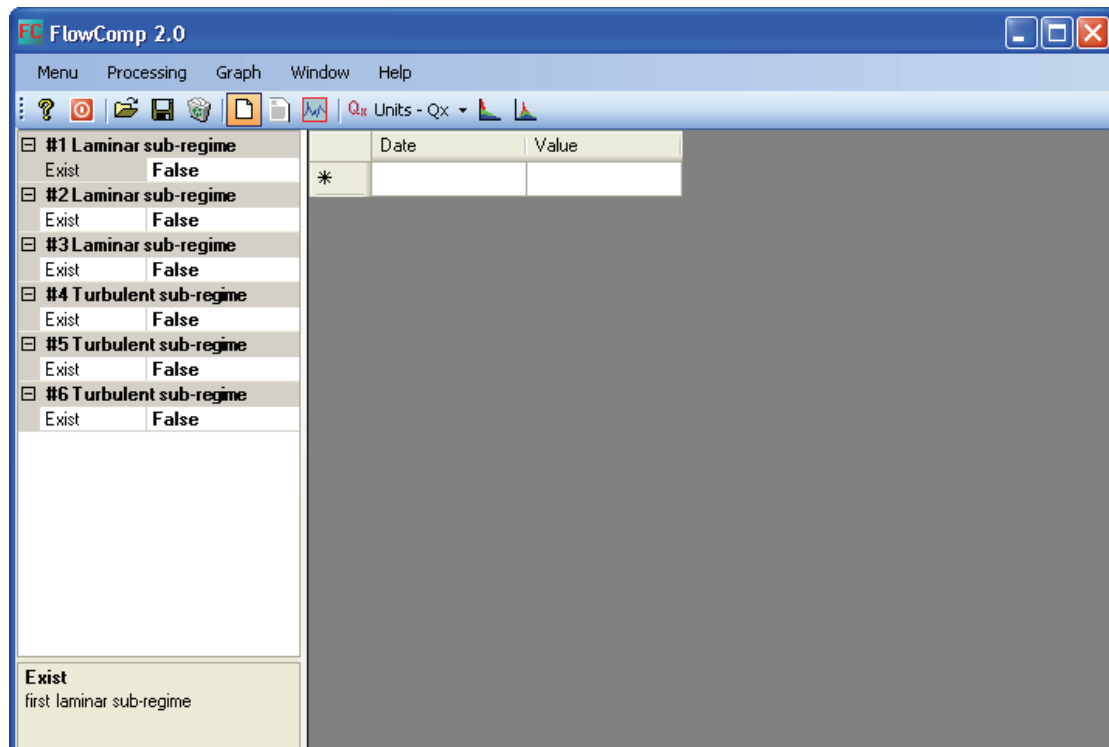 FC FlowComp 2.0
Menu Processing Graph Window Help
? Qx Units - Qx
#1 Laminar sub-regime
Exist False
#2 Laminar sub-regime
Exist False
#3 Laminar sub-regime
Exist False
#4 Turbulent sub-regime
Exist False
#5 Turbulent sub-regime
Exist False
#6 Turbulent sub-regime
Exist False
Date Value
*
Exist
first laminar sub-regime